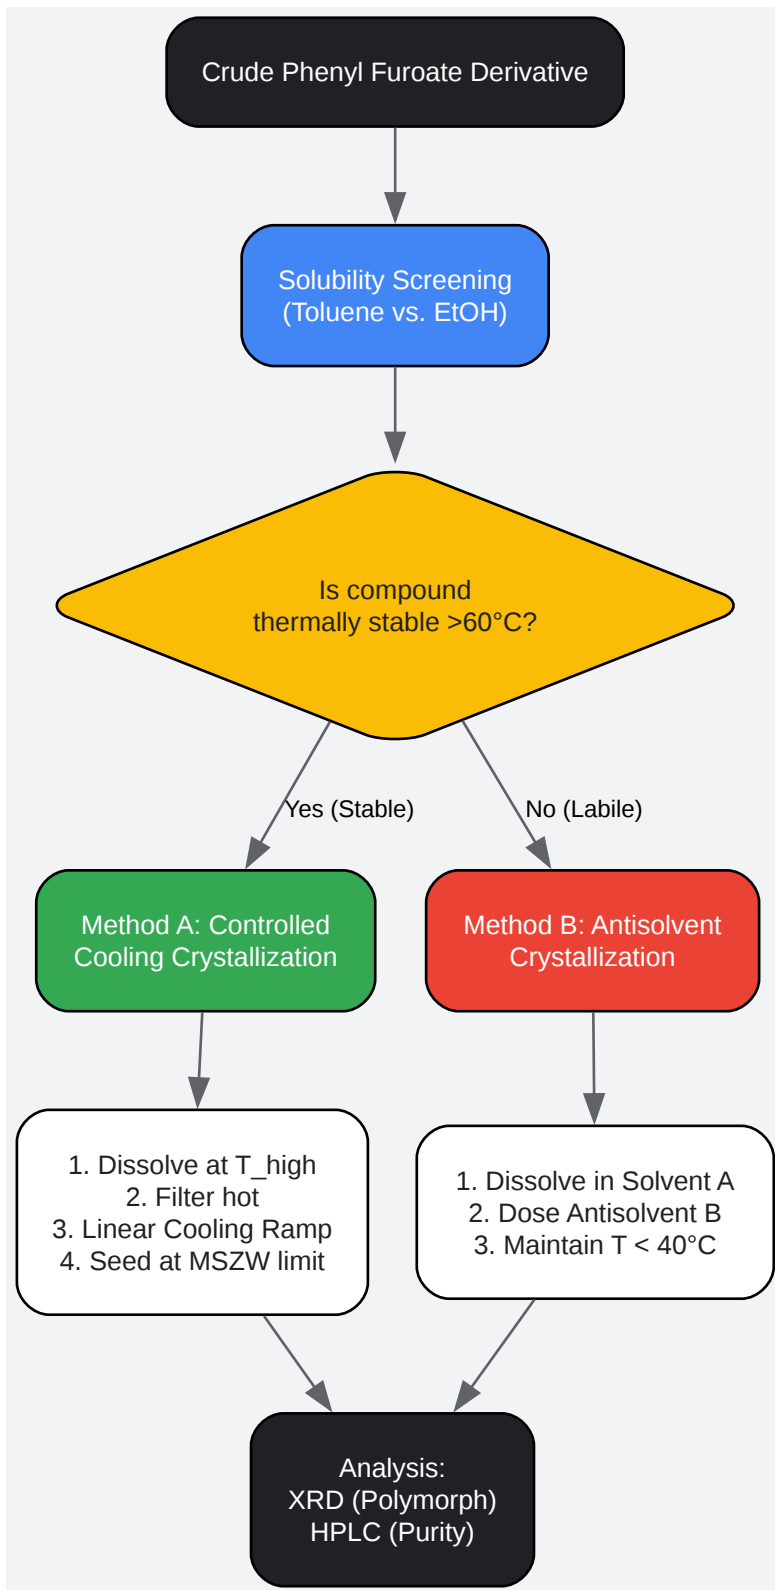 Crude Phenyl Furoate Derivative
Solubility Screening
(Toluene vs. EtOH)
Is compound
thermally stable >60°C?
Yes (Stable)
No (Labile)
Method A: Controlled
Cooling Crystallization
Method B: Antisolvent
Crystallization
1. Dissolve at T_high
2. Filter hot
3. Linear Cooling Ramp
4. Seed at MSZW limit
1. Dissolve in Solvent A
2. Dose Antisolvent B
3. Maintain T < 40°C
Analysis:
XRD (Polymorph)
HPLC (Purity)